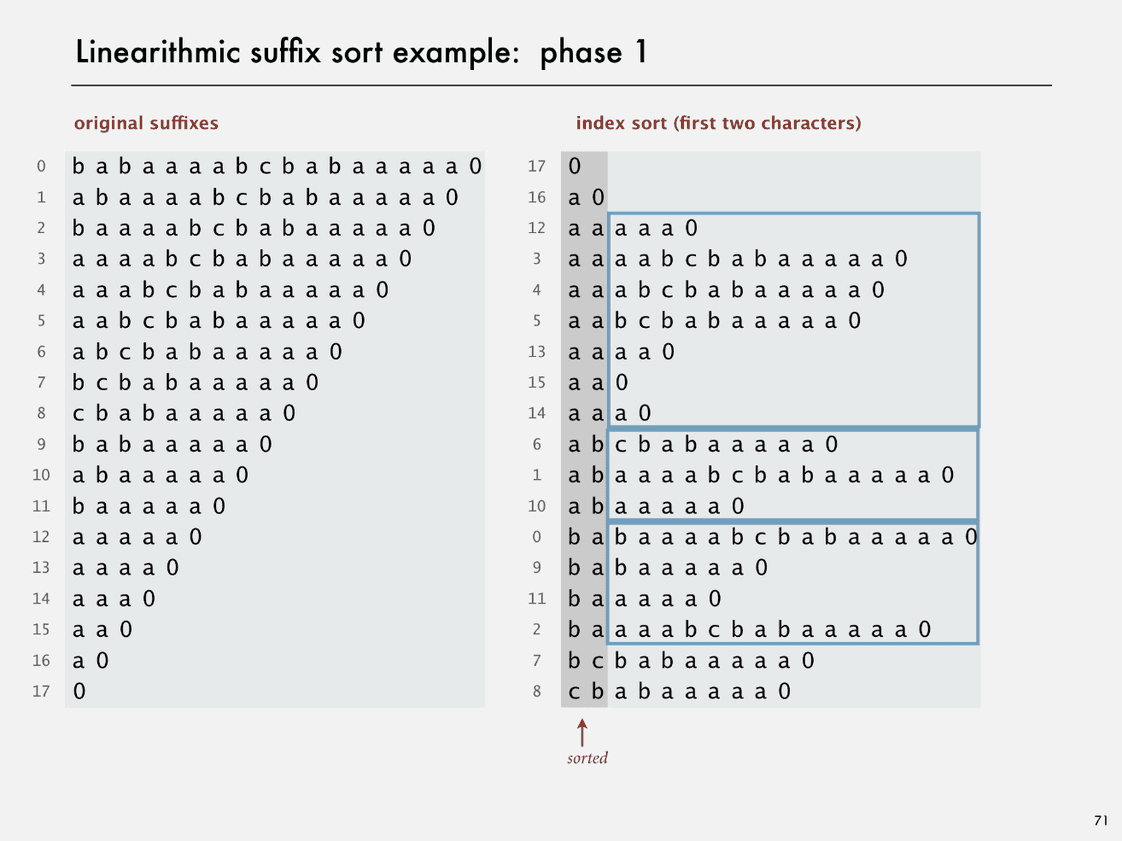 Linearithmic suffix sort example: phase 1
original suffixes
0 b a b a a a a b c b a b a a a a a 0
1 a b a a a a b c b a b a a a a a 0
2 b a a a a b c b a b a a a a a 0
3 a a a a b c b a b a a a a a 0
4 a a a b c b a b a a a a a 0
5 a a b c b a b a a a a a 0
6 a b c b a b a a a a a 0
7 b c b a b a a a a a 0
8 c b a b a a a a a 0
9 b a b a a a a a 0
10 a b a a a a a 0
11 b a a a a a 0
12 a a a a a 0
13 a a a a 0
14 a a a 0
15 a a 0
16 a 0
17 0
index sort (first two characters)
17 0
16 a 0
12 a a a a a 0
3 a a a a b c b a b a a a a a 0
4 a a a b c b a b a a a a a 0
5 a a b c b a b a a a a a 0
13 a a a a 0
15 a a 0
14 a a a 0
6 a b c b a b a a a a a 0
1 a b a a a a b c b a b a a a a a 0
10 a b a a a a a 0
0 b a b a a a a b c b a b a a a a a 0
9 b a b a a a a a 0
11 b a a a a a 0
2 b a a a a b c b a b a a a a a 0
7 b c b a b a a a a a 0
8 c b a b a a a a a 0
sorted
71